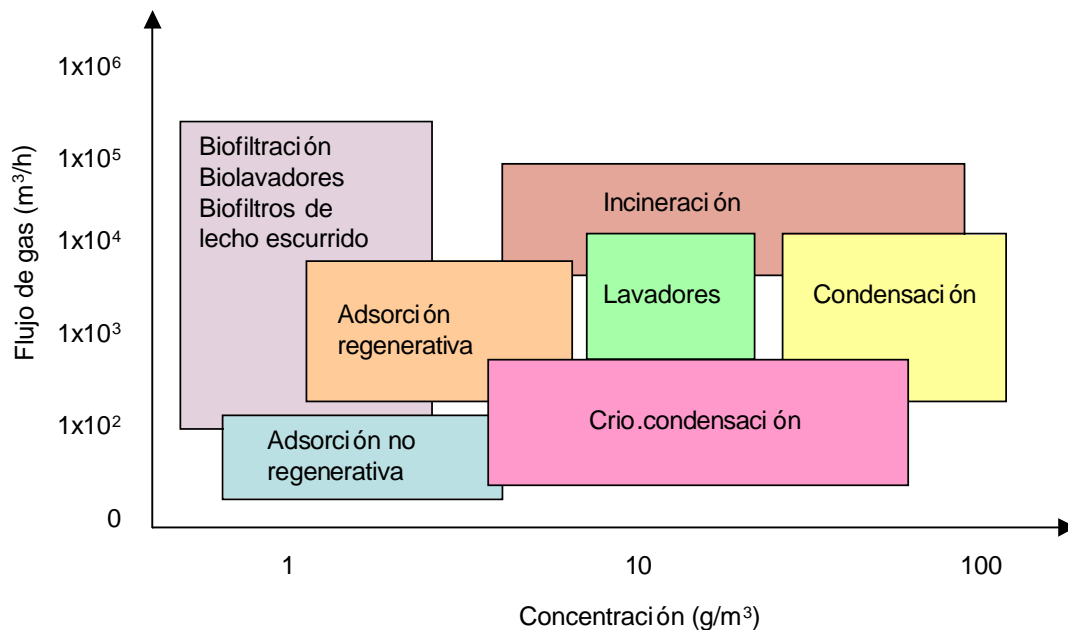 Flujo de gas (m³/h)
1x10⁶
1x10⁵
1x10⁴
1x10³
1x10²
0
Biofiltración
Biolavadores
Biofiltros de
lecho escurrido
Incineración
Adsorción
regenerativa
Lavadores
Condensación
Adsorción no
regenerativa
Crio.condensación
1
10
100
Concentración (g/m³)